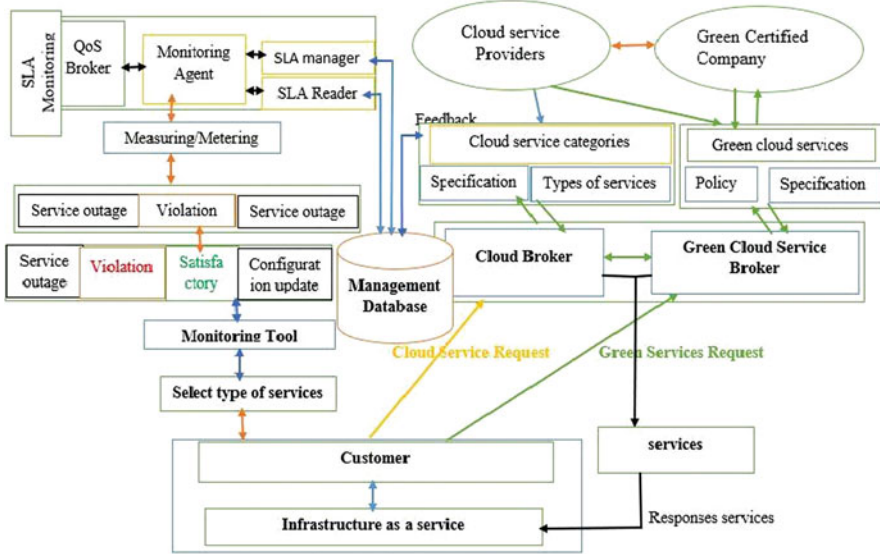 SLA
Monitoring
QoS
Broker
Monitoring
Agent
SLA manager
SLA Reader
Cloud service
Providers
Green Certified
Company
Measuring/Metering
Feedback
Cloud service categories
Specification
Types of services
Green cloud services
Policy
Specification
Service outage
Violation
Service outage
Service
outage
Violation
Satisfa
ctory
Configurat
ion update
Management
Database
Cloud Broker
Green Cloud Service
Broker
Monitoring Tool
Cloud Service Request
Green Services Request
Select type of services
Customer
services
Infrastructure as a service
Responses services